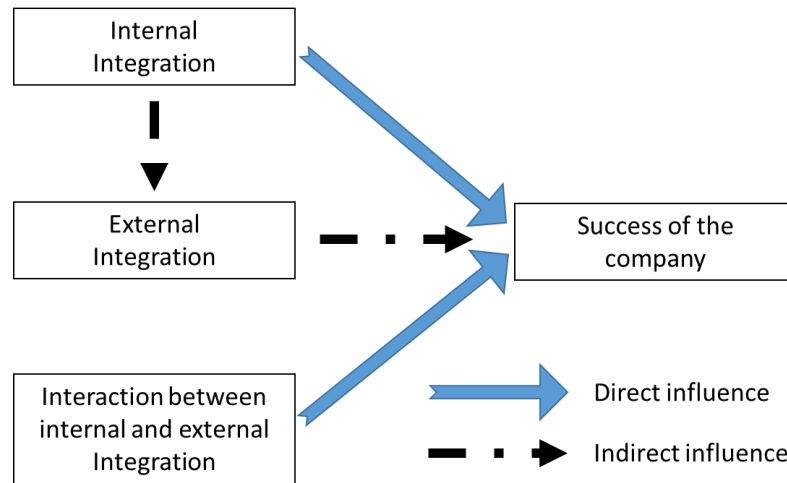 Internal
Integration
External
Integration
Success of the
company
Interaction between
internal and external
Integration
Direct influence
Indirect influence